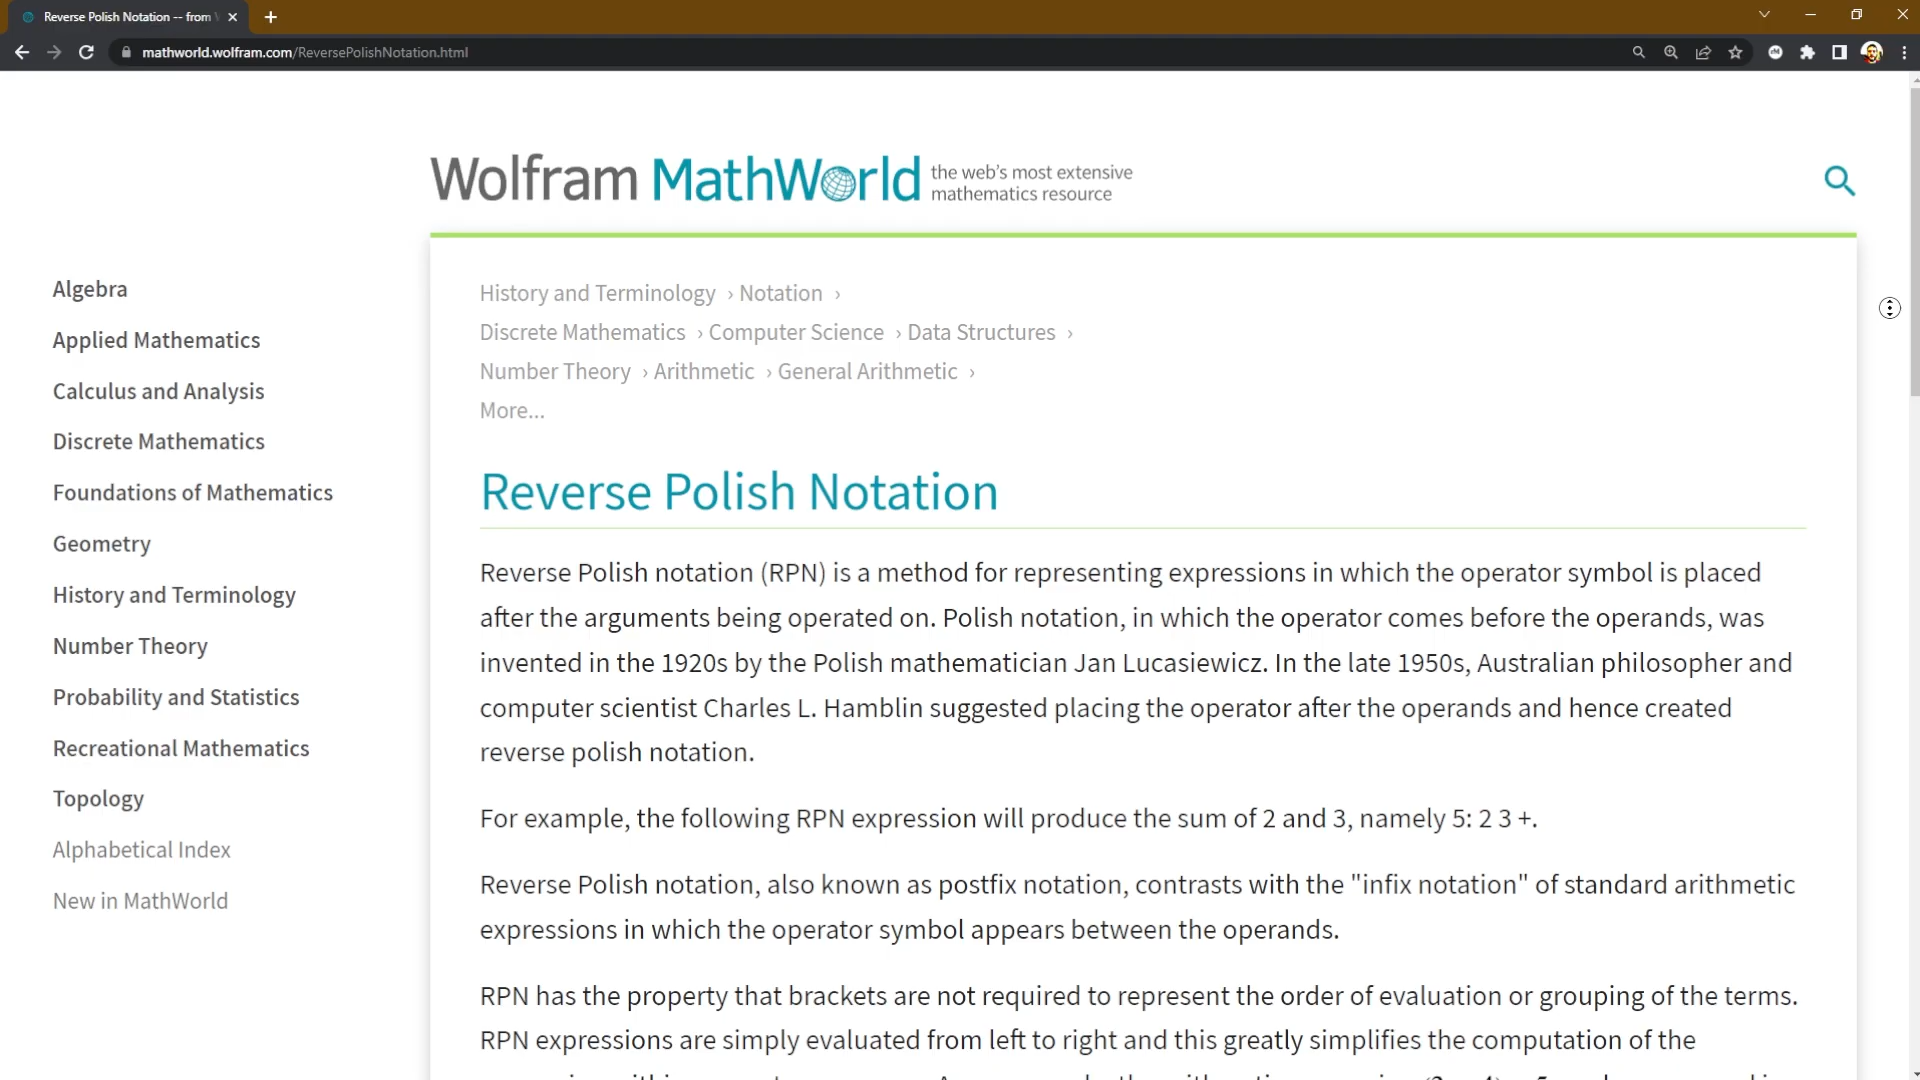 Reverse Polish Notation -- from
mathworld.wolfram.com/ReversePolishNotation.html
Wolfram MathWorld
the web's most extensive
mathematics resource
Algebra
Applied Mathematics
Calculus and Analysis
Discrete Mathematics
Foundations of Mathematics
Geometry
History and Terminology
Number Theory
Probability and Statistics
Recreational Mathematics
Topology
Alphabetical Index
New in MathWorld
History and Terminology › Notation ›
Discrete Mathematics › Computer Science › Data Structures ›
Number Theory › Arithmetic › General Arithmetic ›
More...
Reverse Polish Notation
Reverse Polish notation (RPN) is a method for representing expressions in which the operator symbol is placed
after the arguments being operated on. Polish notation, in which the operator comes before the operands, was
invented in the 1920s by the Polish mathematician Jan Lucasiewicz. In the late 1950s, Australian philosopher and
computer scientist Charles L. Hamblin suggested placing the operator after the operands and hence created
reverse polish notation.
For example, the following RPN expression will produce the sum of 2 and 3, namely 5: 2 3 +.
Reverse Polish notation, also known as postfix notation, contrasts with the "infix notation" of standard arithmetic
expressions in which the operator symbol appears between the operands.
RPN has the property that brackets are not required to represent the order of evaluation or grouping of the terms.
RPN expressions are simply evaluated from left to right and this greatly simplifies the computation of the